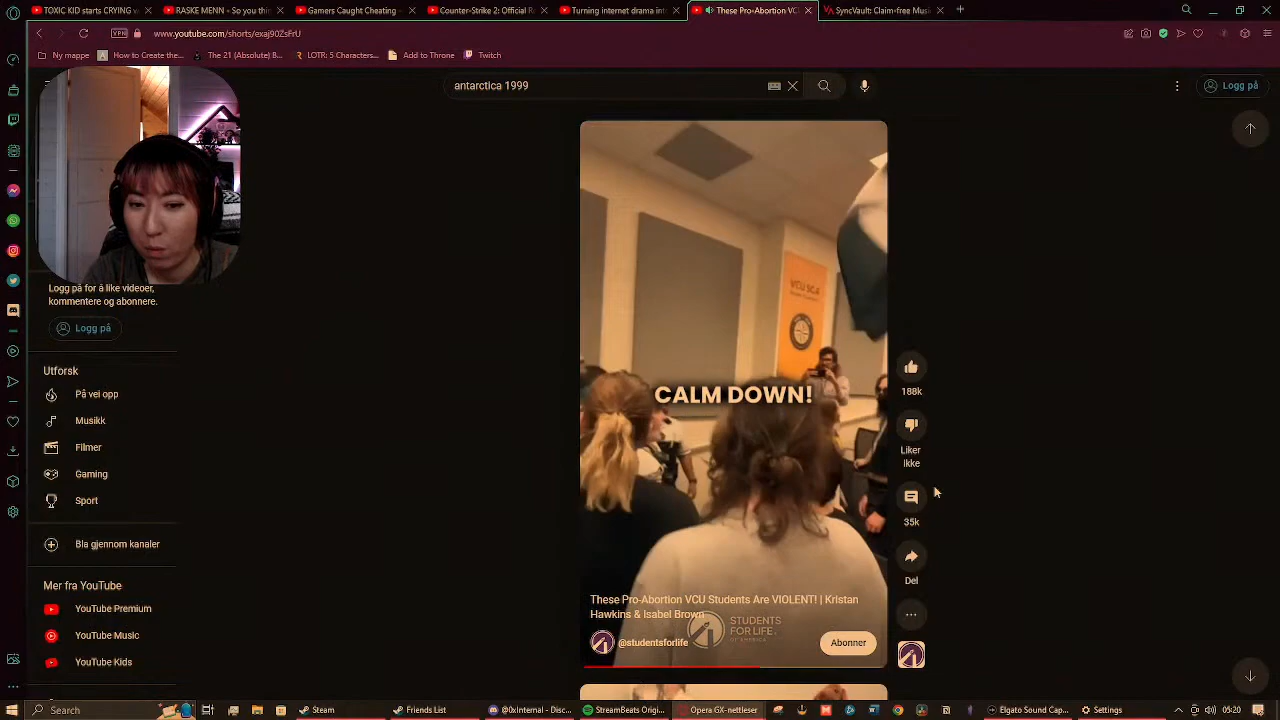 TOXIC KID starts CRYING
RASKE MENN + So you thin
Gamers Caught Cheating -
Counter-Strike 2: Official R
Turning internet drama int
These Pro-Abortion VC
SyncVault: Claim-free Mus
VPN
www.youtube.com/shorts/exaj90ZsFrU
Ny mappe
How to Create the...
The 21 (Absolute) B...
LOTR: 5 Characters...
Add to Throne
Twitch
antarctica 1999
Logg på
Logg på for å like videoer,
kommentere og abonnere.
Logg på
Utforsk
På vei opp
Musikk
Filmer
Gaming
Sport
Bla gjennom kanaler
Mer fra YouTube
YouTube Premium
YouTube Music
YouTube Kids
VCU SGA
CALM DOWN!
188k
Liker
ikke
35k
Del
These Pro-Abortion VCU Students Are VIOLENT! | Kristan
Hawkins & Isabel Brown
STUDENTS
FOR LIFE
@studentsforlife
Abonner
Search
Steam
Friends List
@0xInternal - Disc...
StreamBeats Origi...
Opera GX-nettleser
Elgato Sound Cap...
Settings
05:20